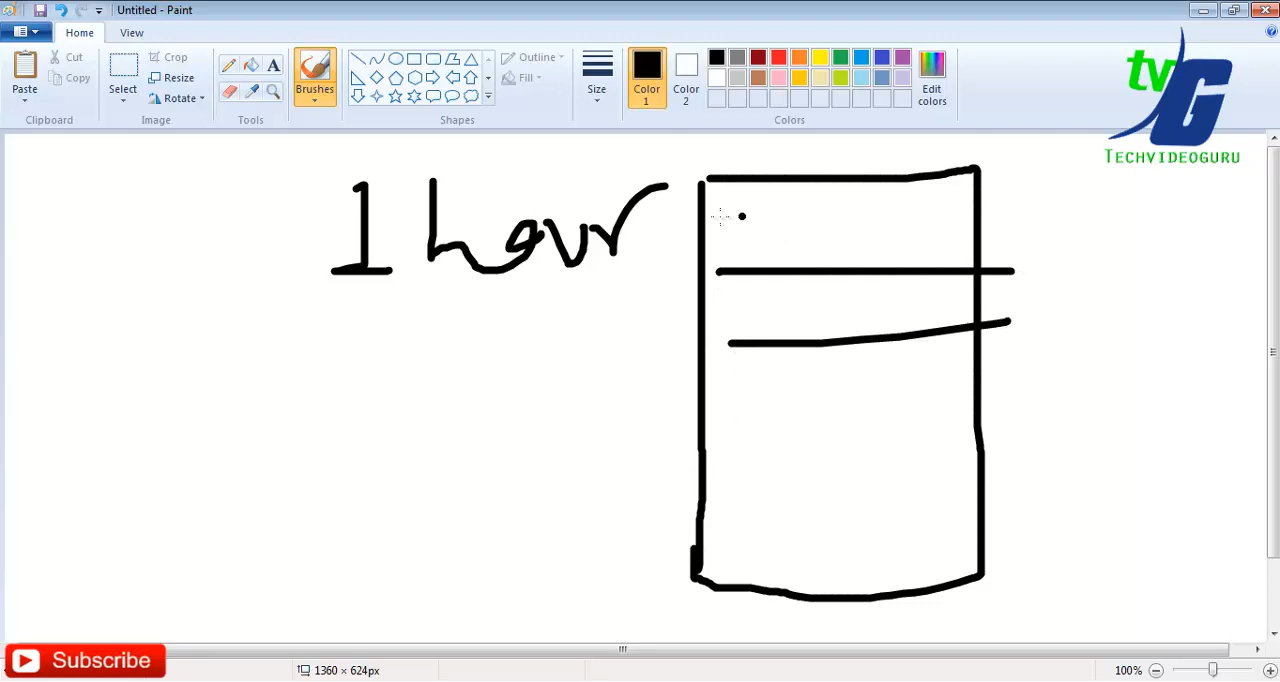 Untitled - Paint
Home
View
Paste
Cut
Copy
Clipboard
Select
Resize
Rotate
Image
A
Tools
Brushes
Outline
Fill
Shapes
Size
Color
1
Color
2
Edit
colors
Colors
tv G
TECHVIDEOGURU
1 hour
Subscribe
1360 × 624px
100%